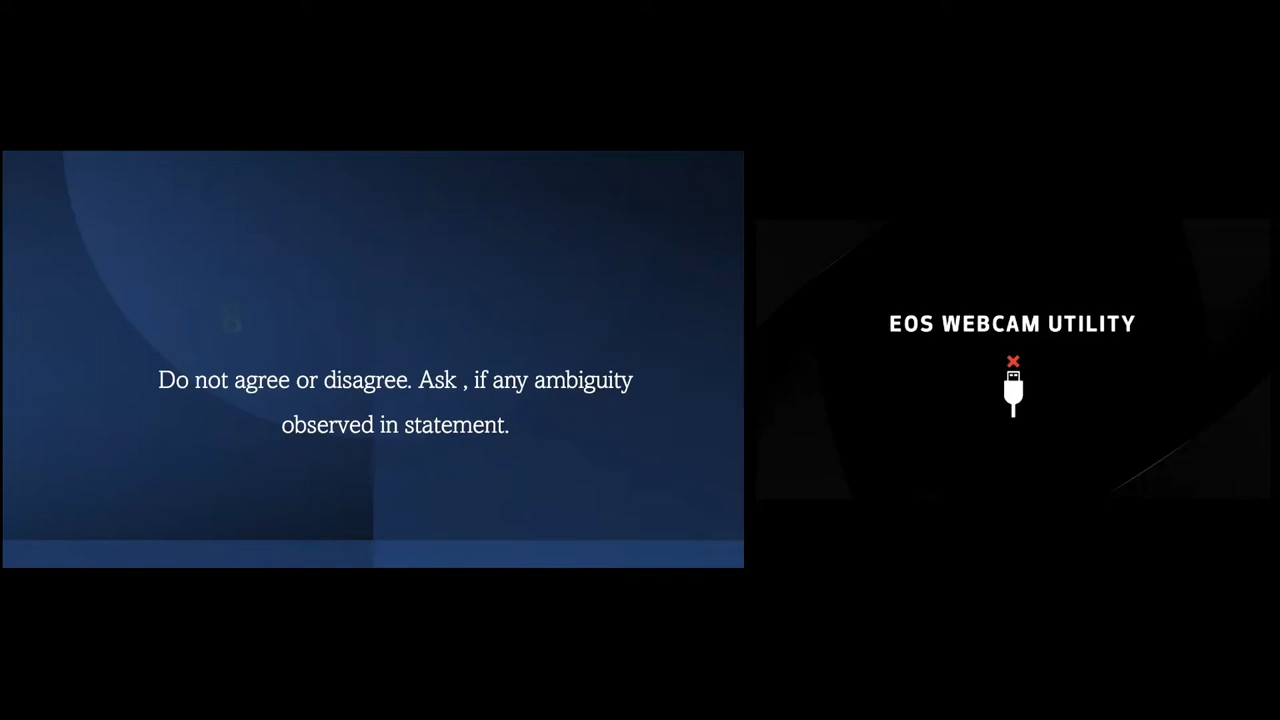 Do not agree or disagree. Ask , if any ambiguity
observed in statement.
EOS WEBCAM UTILITY